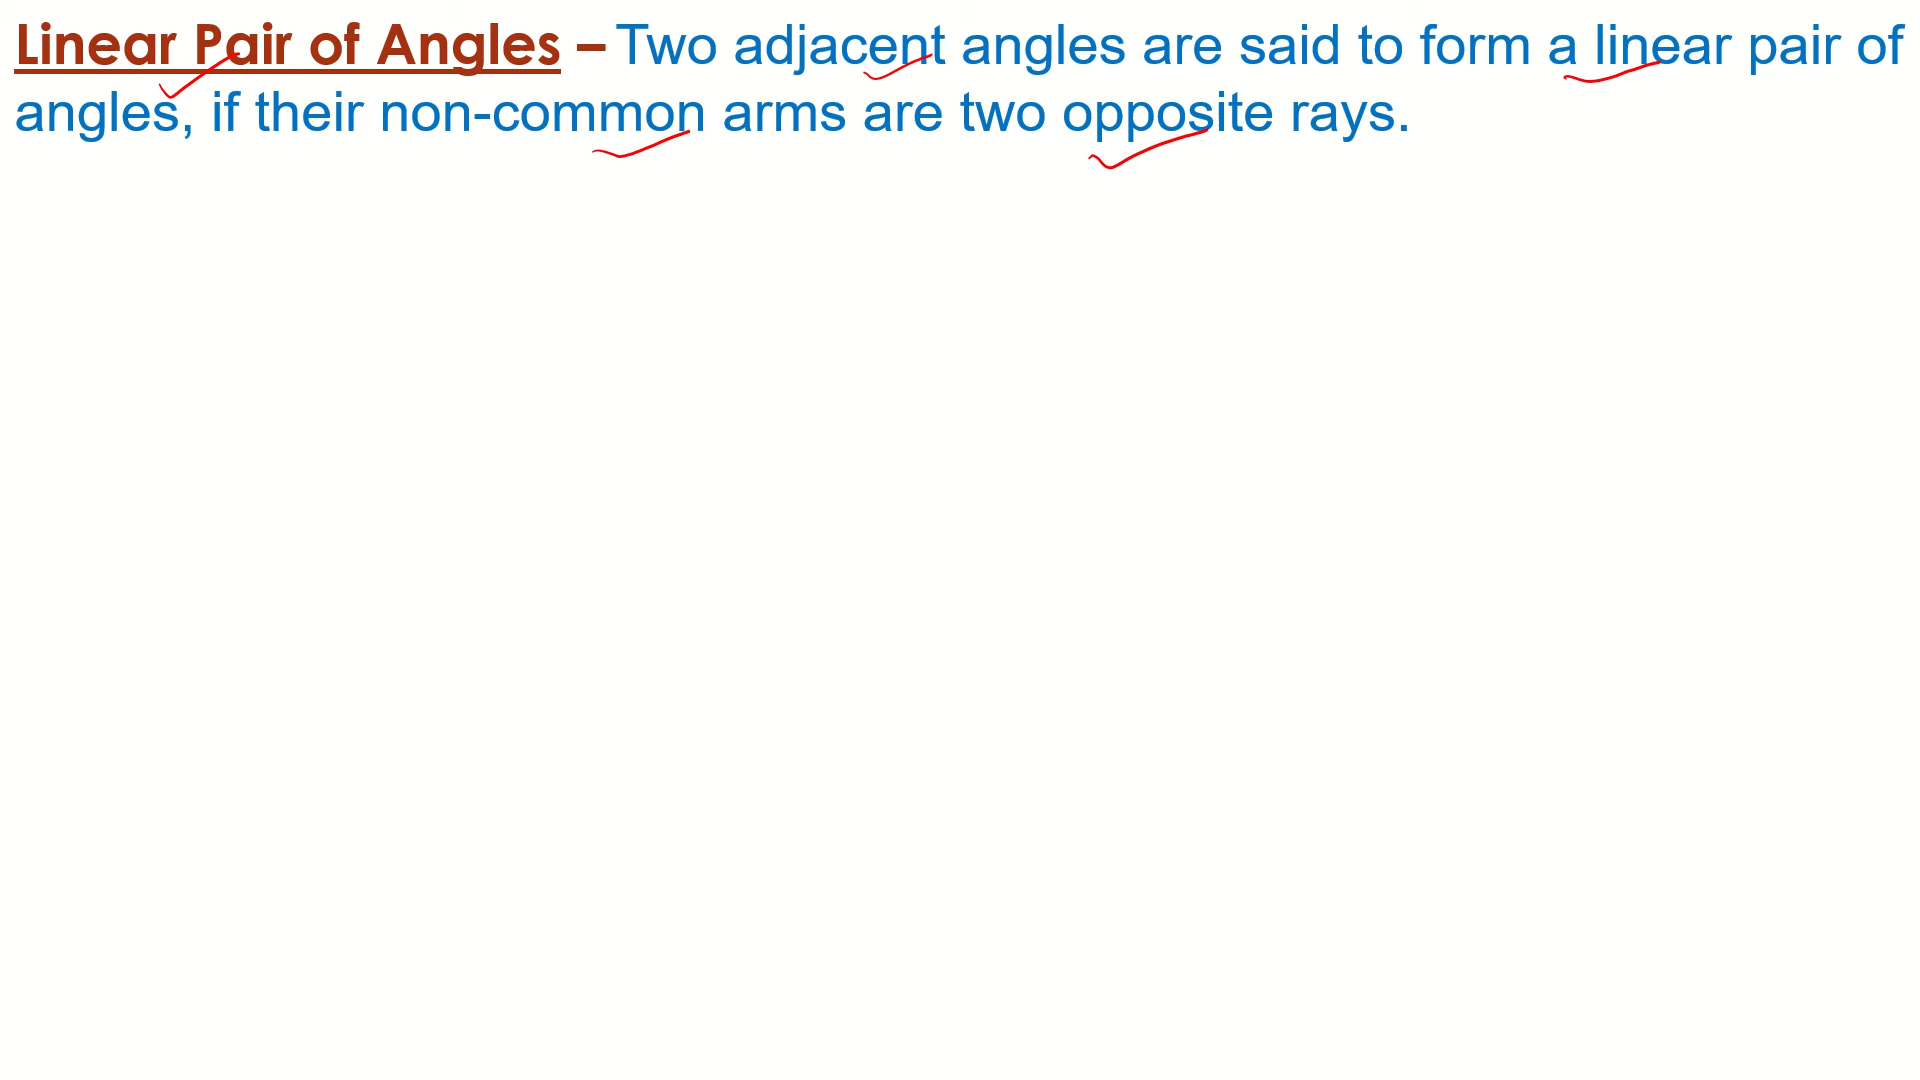 Linear Pair of Angles – Two adjacent angles are said to form a linear pair of
angles, if their non-common arms are two opposite rays.